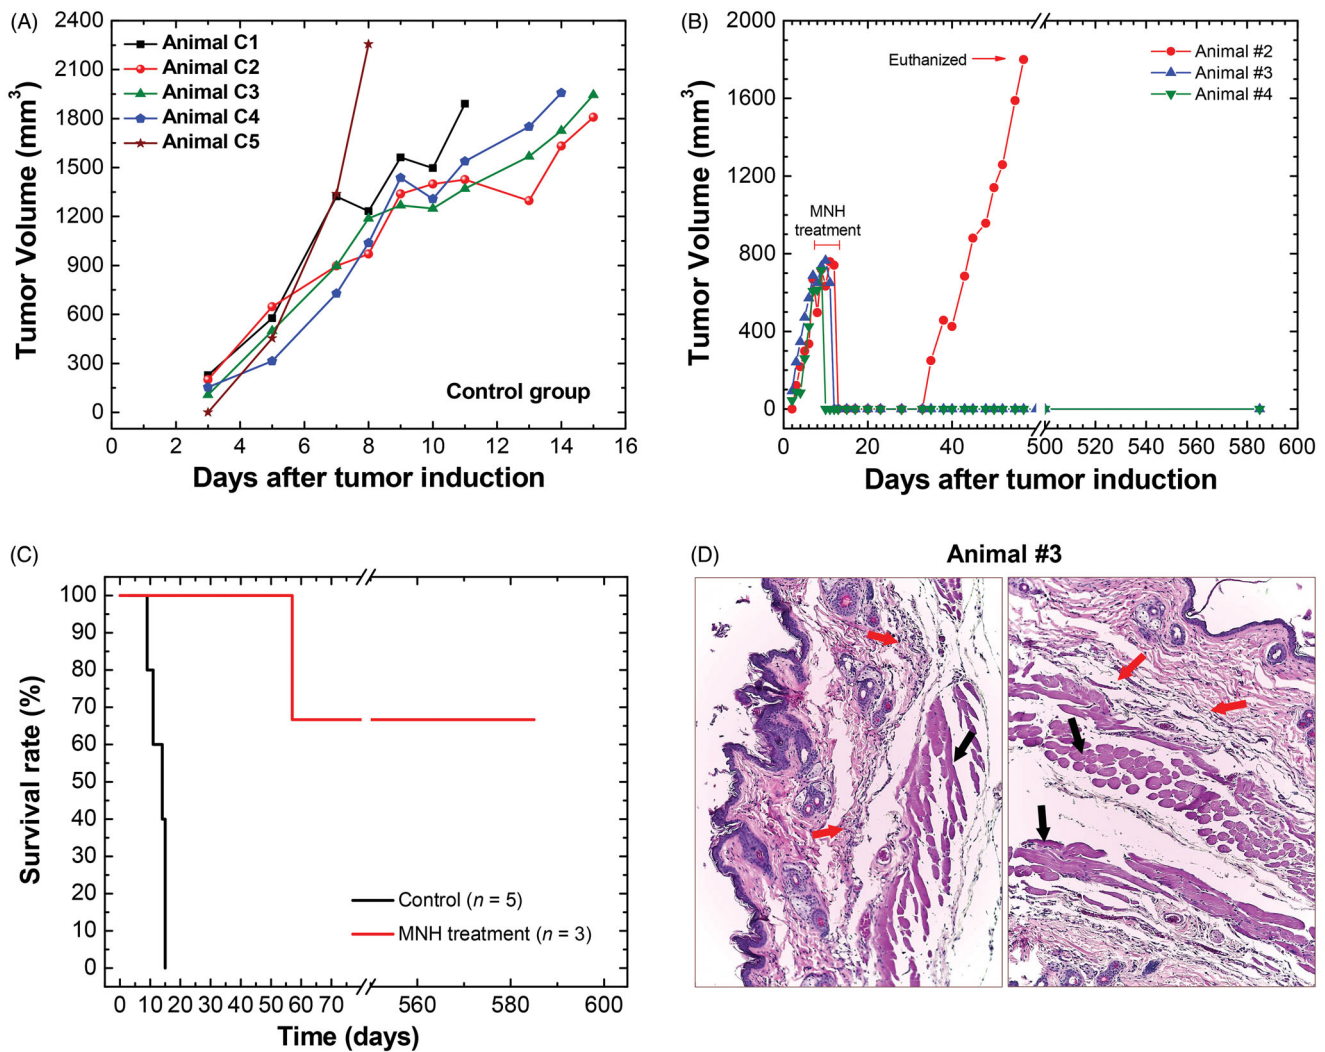 (A)
2400
2100
1800
1500
1200
900
600
300
0
Tumor Volume (mm3)
Animal C1
Animal C2
Animal C3
Animal C4
Animal C5
Control group
0 2 4 6 8 10 12 14 16
Days after tumor induction
(B)
2000
1600
1200
800
400
0
Tumor Volume (mm3)
Euthanized
Animal #2
Animal #3
Animal #4
MNH
treatment
0 20 40 500 520 540 560 580 600
Days after tumor induction
(C)
100
90
80
70
60
50
40
30
20
10
0
Survival rate (%)
Control (n = 5)
MNH treatment (n = 3)
0 10 20 30 40 50 60 70 560 580 600
Time (days)
(D)
Animal #3